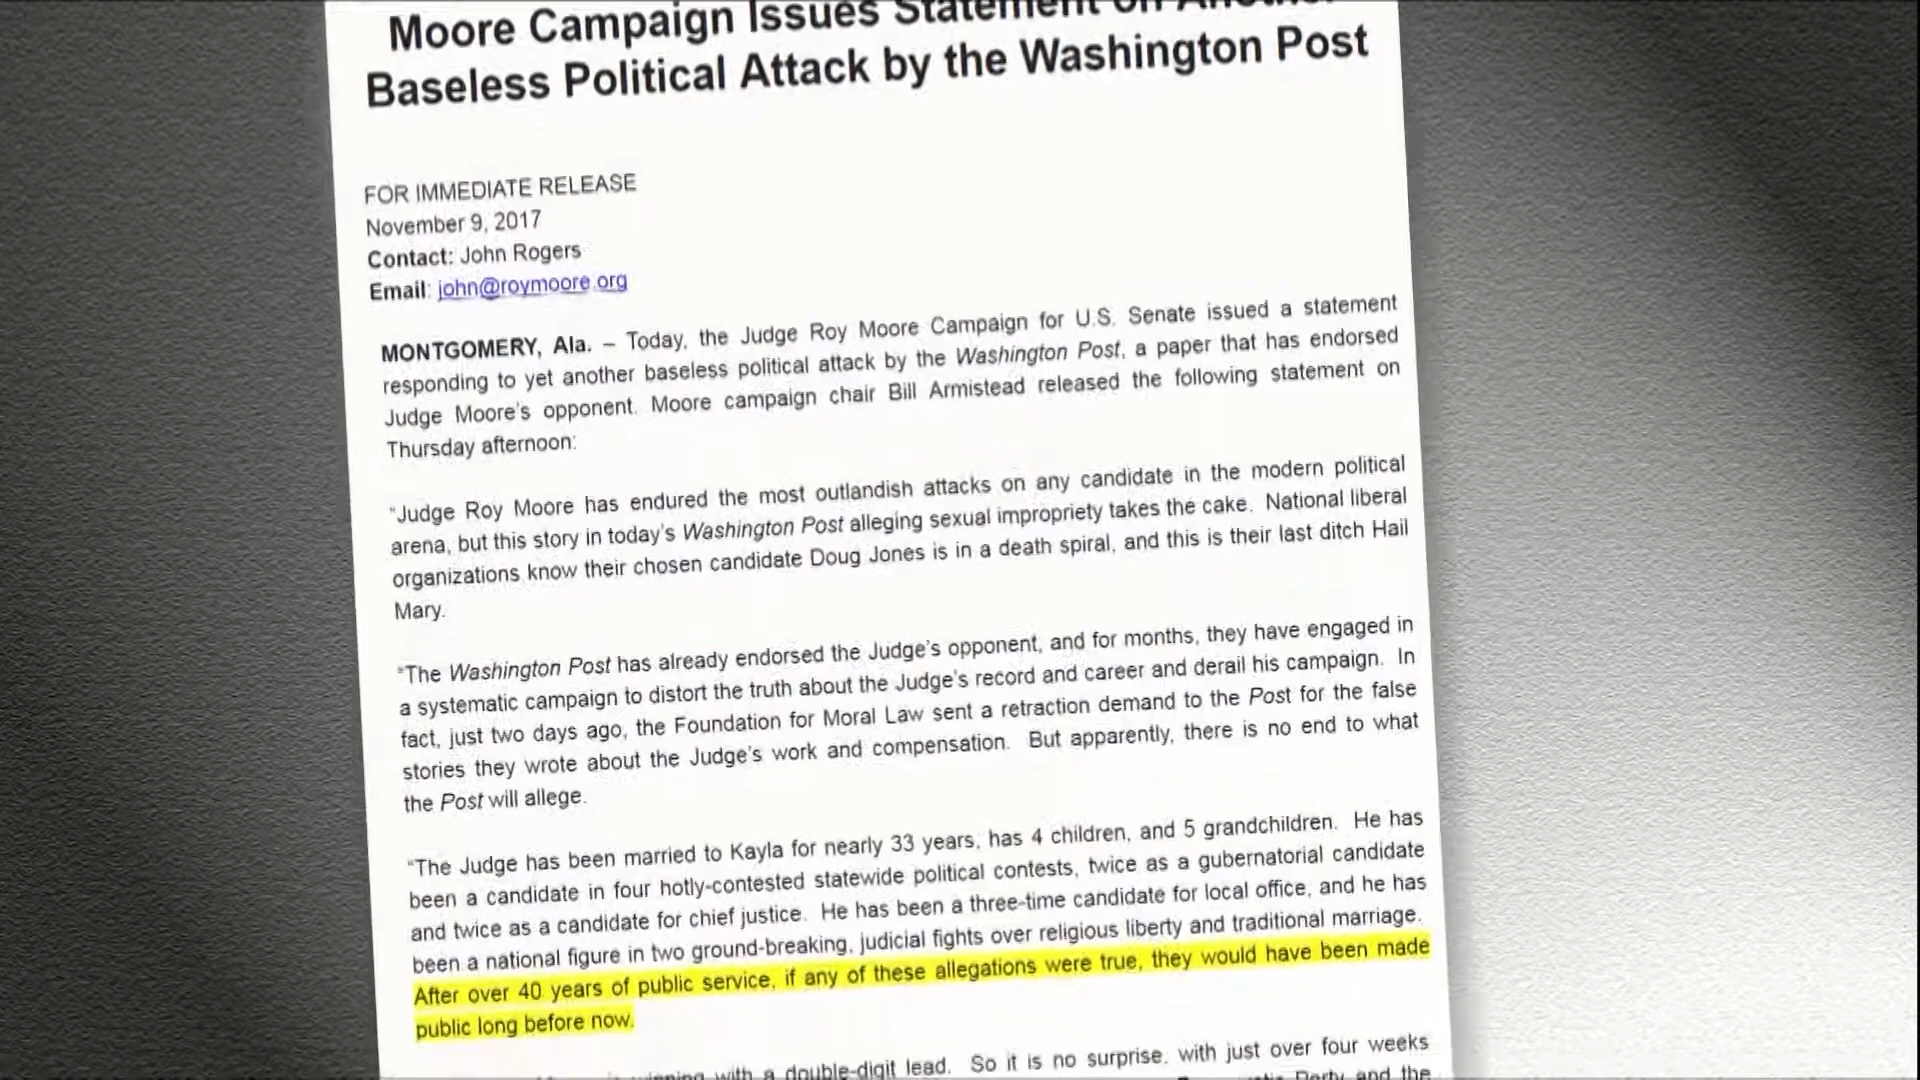 Moore Campaign Issues Statement on Another
Baseless Political Attack by the Washington Post
FOR IMMEDIATE RELEASE
November 9, 2017
Contact: John Rogers
Email: john@roymoore.org
MONTGOMERY, Ala. – Today, the Judge Roy Moore Campaign for U.S. Senate issued a statement
responding to yet another baseless political attack by the Washington Post, a paper that has endorsed
Judge Moore's opponent. Moore campaign chair Bill Armistead released the following statement on
Thursday afternoon:
"Judge Roy Moore has endured the most outlandish attacks on any candidate in the modern political
arena, but this story in today's Washington Post alleging sexual impropriety takes the cake. National liberal
organizations know their chosen candidate Doug Jones is in a death spiral, and this is their last ditch Hail
Mary.
"The Washington Post has already endorsed the Judge's opponent, and for months, they have engaged in
a systematic campaign to distort the truth about the Judge's record and career and derail his campaign. In
fact, just two days ago, the Foundation for Moral Law sent a retraction demand to the Post for the false
stories they wrote about the Judge's work and compensation. But apparently, there is no end to what
the Post will allege.
"The Judge has been married to Kayla for nearly 33 years, has 4 children, and 5 grandchildren. He has
been a candidate in four hotly-contested statewide political contests, twice as a gubernatorial candidate
and twice as a candidate for chief justice. He has been a three-time candidate for local office, and he has
been a national figure in two ground-breaking, judicial fights over religious liberty and traditional marriage.
After over 40 years of public service, if any of these allegations were true, they would have been made
public long before now.
with a double-digit lead. So it is no surprise, with just over four weeks
Party and the